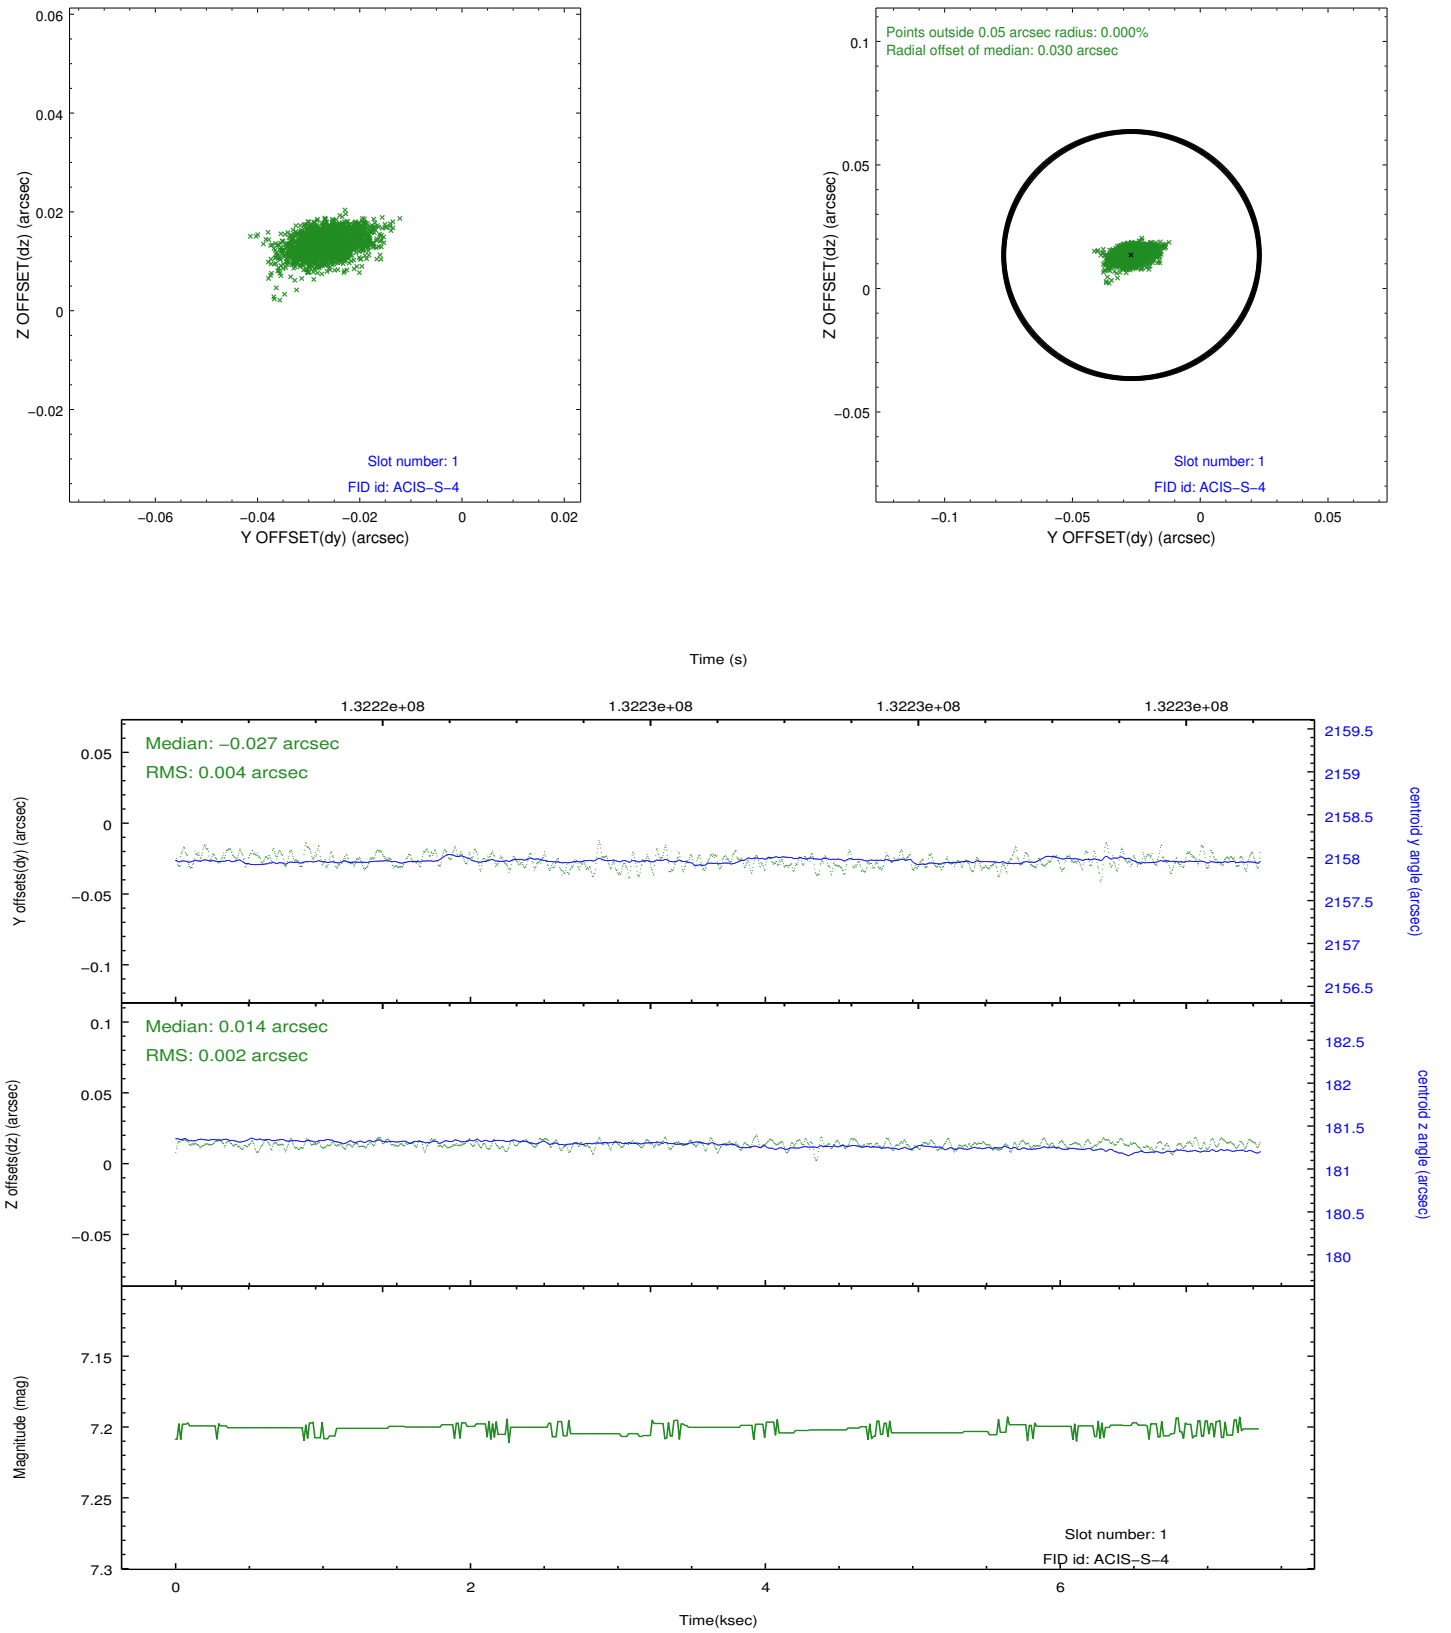 0.06
0.04
0.02
0
−0.02
Z OFFSET(dz) (arcsec)
Slot number: 1
FID id: ACIS−S−4
−0.06
−0.04
−0.02
0
0.02
Y OFFSET(dy) (arcsec)
Points outside 0.05 arcsec radius: 0.000%
Radial offset of median: 0.030 arcsec
0.1
0.05
0
−0.05
Z OFFSET(dz) (arcsec)
Slot number: 1
FID id: ACIS−S−4
−0.1
−0.05
0
0.05
Y OFFSET(dy) (arcsec)
Time (s)
1.3222e+08
1.3223e+08
1.3223e+08
1.3223e+08
Median: −0.027 arcsec
RMS: 0.004 arcsec
0.05
0
−0.05
−0.1
Y offsets(dy) (arcsec)
2159.5
2159
2158.5
2158
2157.5
2157
2156.5
centroid y angle (arcsec)
Median: 0.014 arcsec
RMS: 0.002 arcsec
0.1
0.05
0
−0.05
Z offsets(dz) (arcsec)
182.5
182
181.5
181
180.5
180
centroid z angle (arcsec)
7.15
7.2
7.25
7.3
Magnitude (mag)
Slot number: 1
FID id: ACIS−S−4
0
2
4
6
Time(ksec)